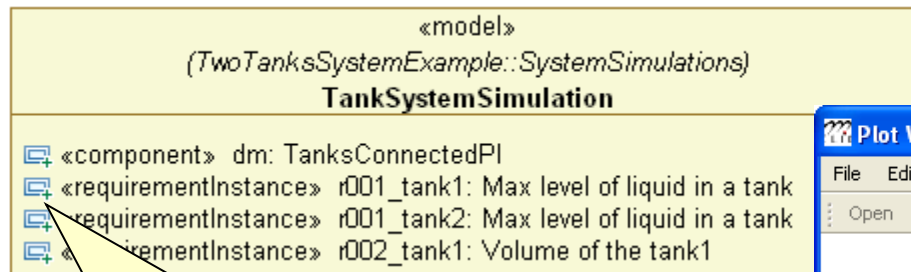 «model»
(TwoTanksSystemExample::SystemSimulations)
TankSystemSimulation
«component» dm: TanksConnectedPI
«requirementInstance» r001_tank1: Max level of liquid in a tank
requirementInstance» r001_tank2: Max level of liquid in a tank
rementInstance» r002_tank1: Volume of the tank1
Plot
File Edi
Open